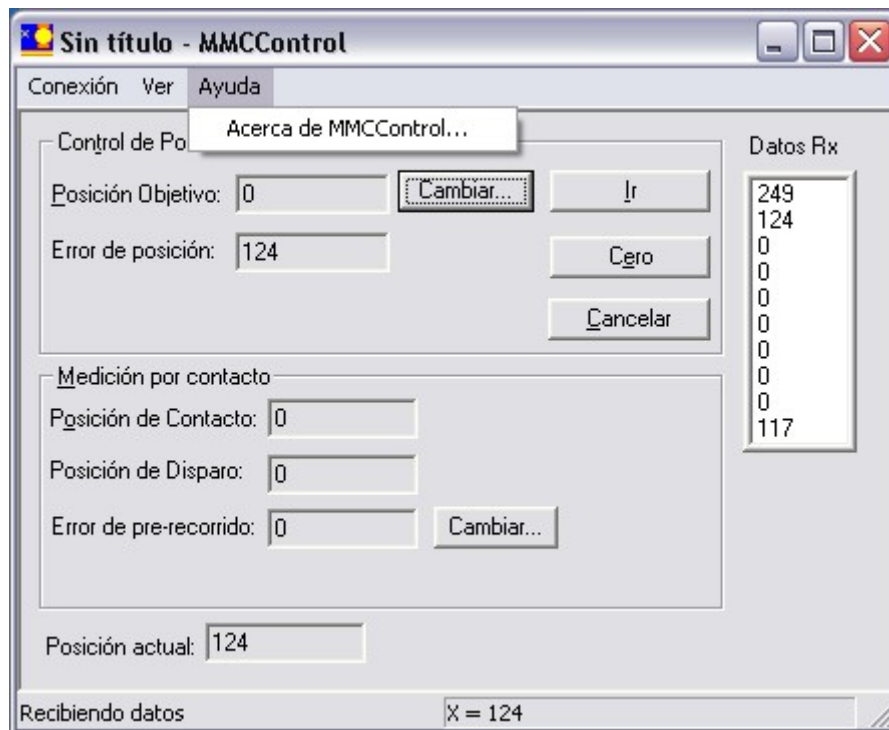 Sin título - MMCControl
Conexión Ver Ayuda
Acerca de MMCControl...
Control de Po
Posición Objetivo: 0 Cambiar... Ir
Error de posición: 124 Cero
Cancelar
Medición por contacto
Posición de Contacto: 0
Posición de Disparo: 0
Error de pre-recorrido: 0 Cambiar...
Posición actual: 124
Datos Rx
249
124
0
0
0
0
0
0
0
117
Recibiendo datos X = 124